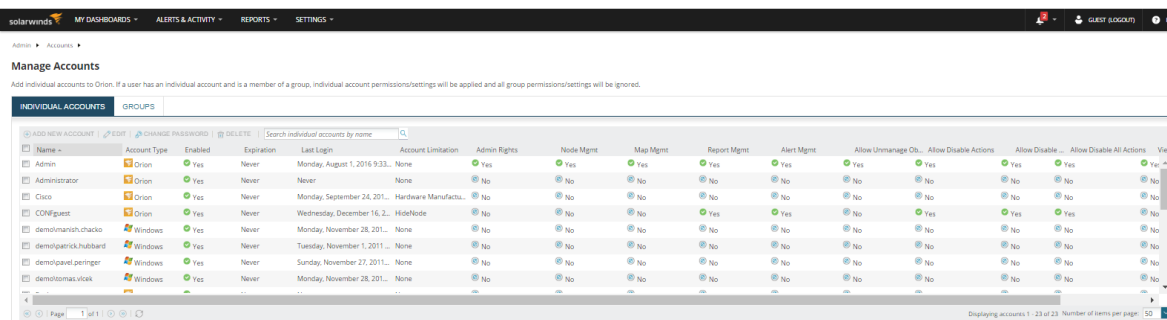 solarwinds MY DASHBOARDS ALERTS & ACTIVITY REPORTS SETTINGS 2 GUEST (LOGOUT) ?
Admin Accounts
Manage Accounts
Add individual accounts to Orion. If a user has an individual account and is a member of a group, individual account permissions/settings will be applied and all group permissions/settings will be ignored.
INDIVIDUAL ACCOUNTS GROUPS
ADD NEW ACCOUNT | EDIT | CHANGE PASSWORD | DELETE | Search individual accounts by name
Name Account Type Enabled Expiration Last Login Account Limitation Admin Rights Node Mgmt Map Mgmt Report Mgmt Alert Mgmt Allow Unmanage Ob... Allow Disable Actions Allow Disable ... Allow Disable All Actions Vie
Admin Orion Yes Never Monday, August 1, 2016 9:33... None Yes Yes Yes Yes Yes Yes Yes Yes Yes Yes
Administrator Orion Yes Never Never None No No No No No No No No No No
Cisco Orion Yes Never Monday, September 24, 201... Hardware Manufactu... No No No No No No No No No No
CONFguest Orion Yes Never Wednesday, December 16, 2... HideNode No No No Yes Yes No Yes Yes Yes No
demo\manish.chacko Windows Yes Never Monday, November 28, 201... None No No No No No No No No No No
demo\patrick.hubbard Windows Yes Never Tuesday, November 1, 2011 ... None No No No No No No No No No No
demo\pavel.peringer Windows Yes Never Sunday, November 27, 2011... None No No No No No No No No No No
demo\tomas.vlcek Windows Yes Never Monday, November 28, 201... None No No No No No No No No No No
Page 1 of 1 Displaying accounts 1 - 23 of 23 Number of items per page: 50